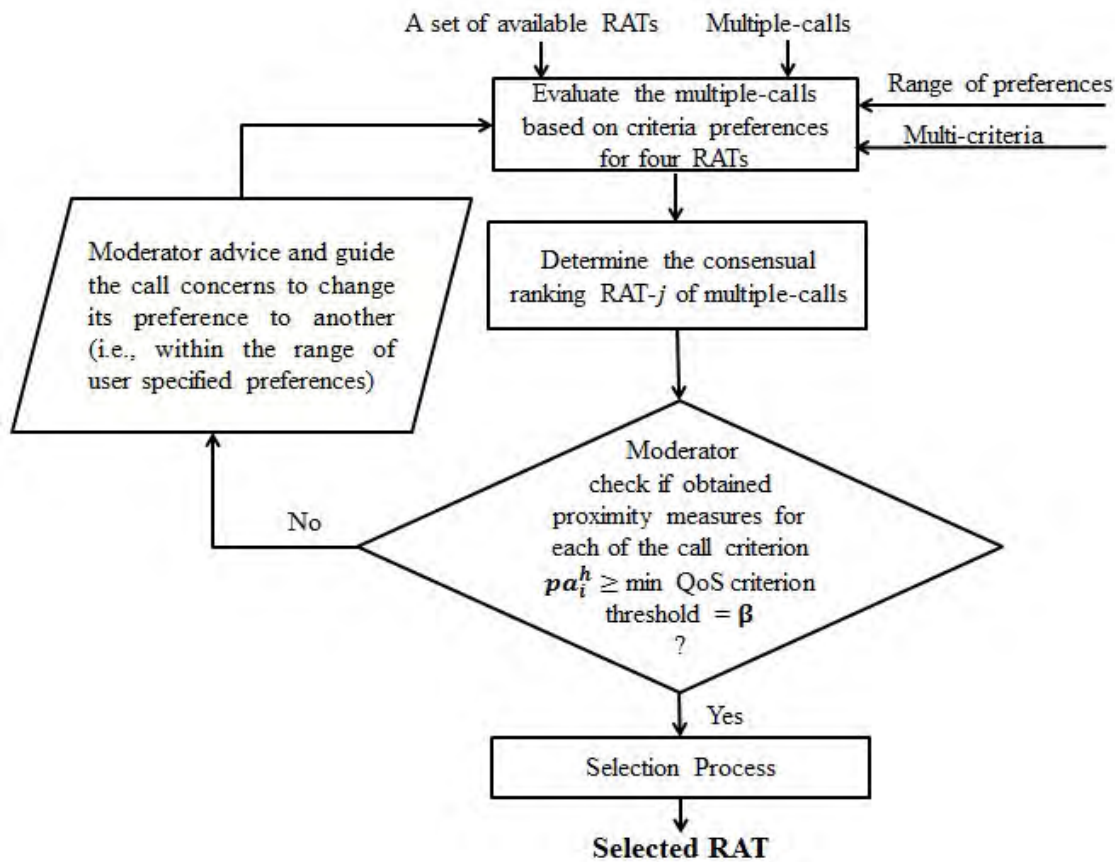 A set of available RATs
Multiple-calls
Range of preferences
Multi-criteria
Evaluate the multiple-calls
based on criteria preferences
for four RATs
Determine the consensual
ranking RAT-j of multiple-calls
Moderator advice and guide
the call concerns to change
its preference to another
(i.e., within the range of
user specified preferences)
Moderator
check if obtained
proximity measures for
each of the call criterion
paᵢʰ ≥ min QoS criterion
threshold = β
?
No
Yes
Selection Process
Selected RAT